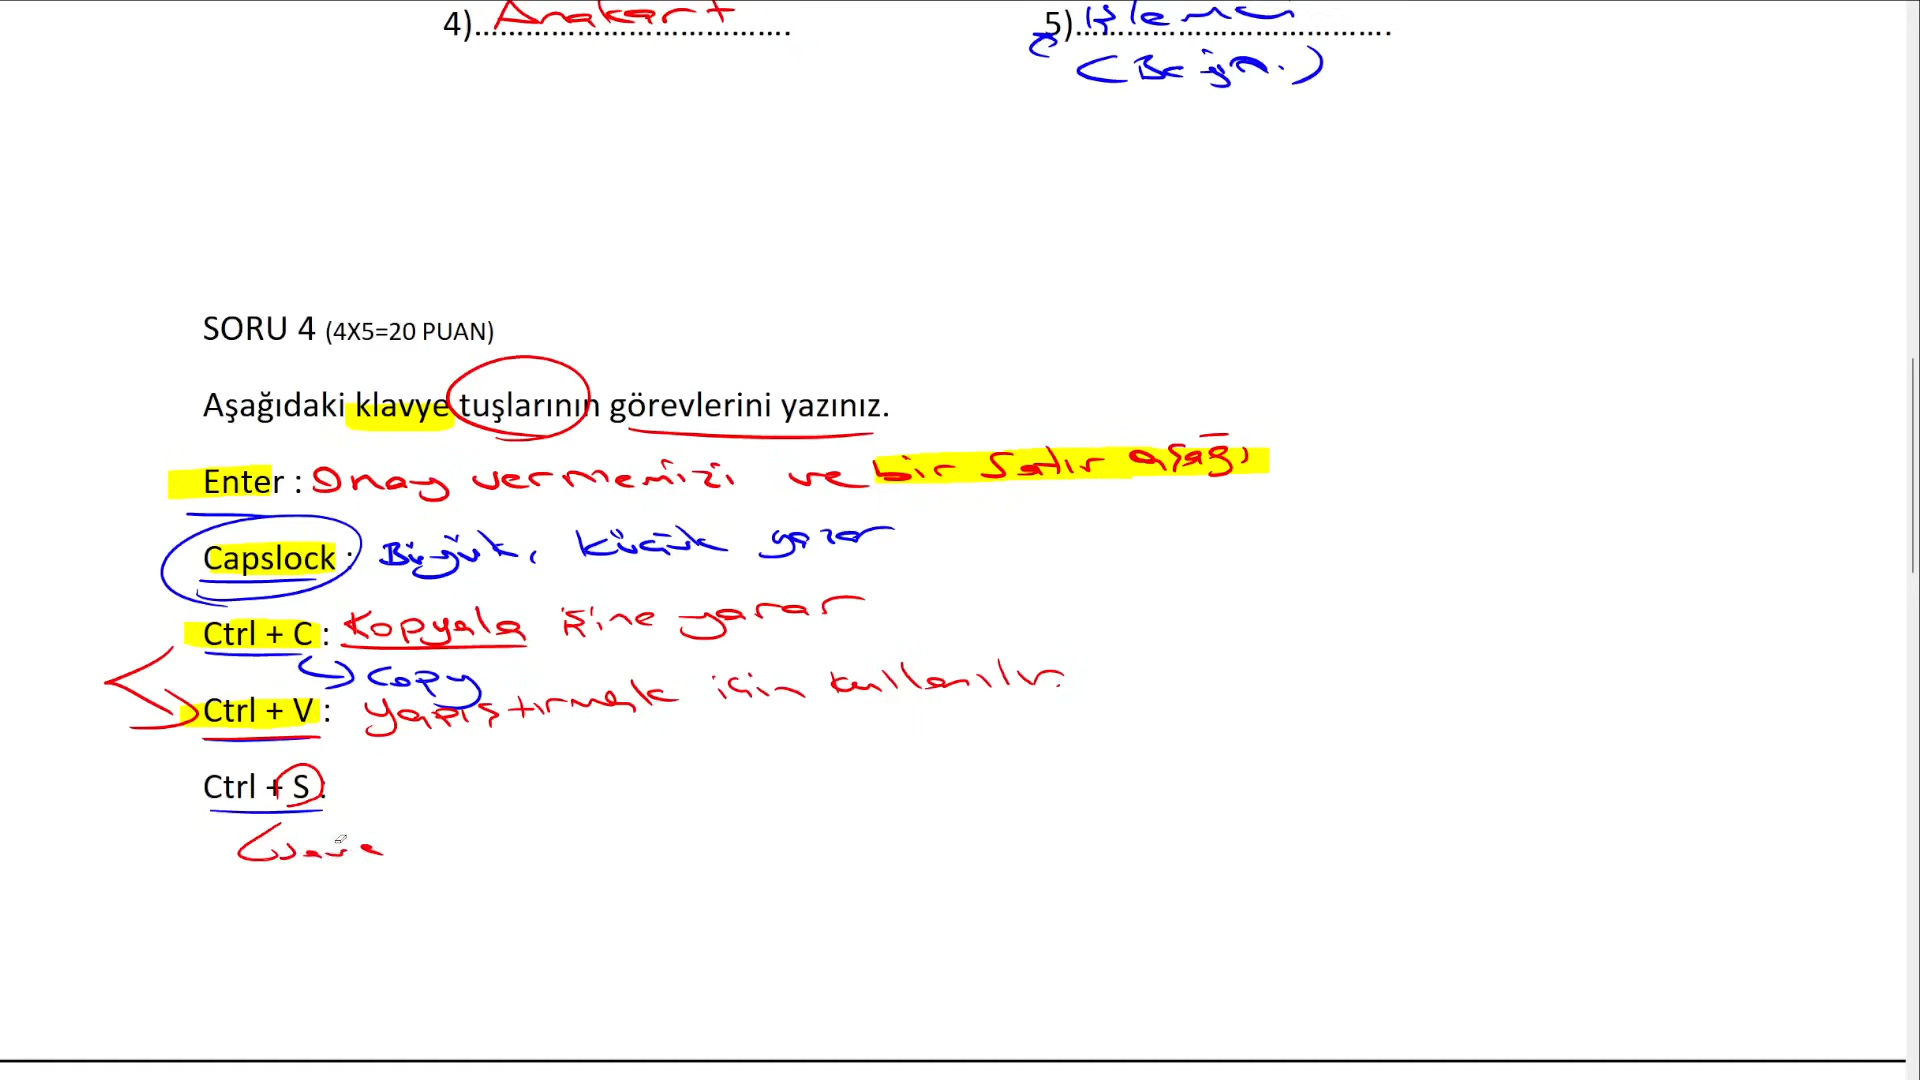 4)................................. Anakart
5)................................. İşlemci
(Beyin.)
SORU 4 (4X5=20 PUAN)
Aşağıdaki klavye tuşlarının görevlerini yazınız.
Enter : Onay vermemizi ve bir satır aşağı
Capslock : Büyük, küçük yazar
Ctrl + C : Kopyala işine yarar
Copy
Ctrl + V : yapıştırmak için kullanılır.
Ctrl + S :
save